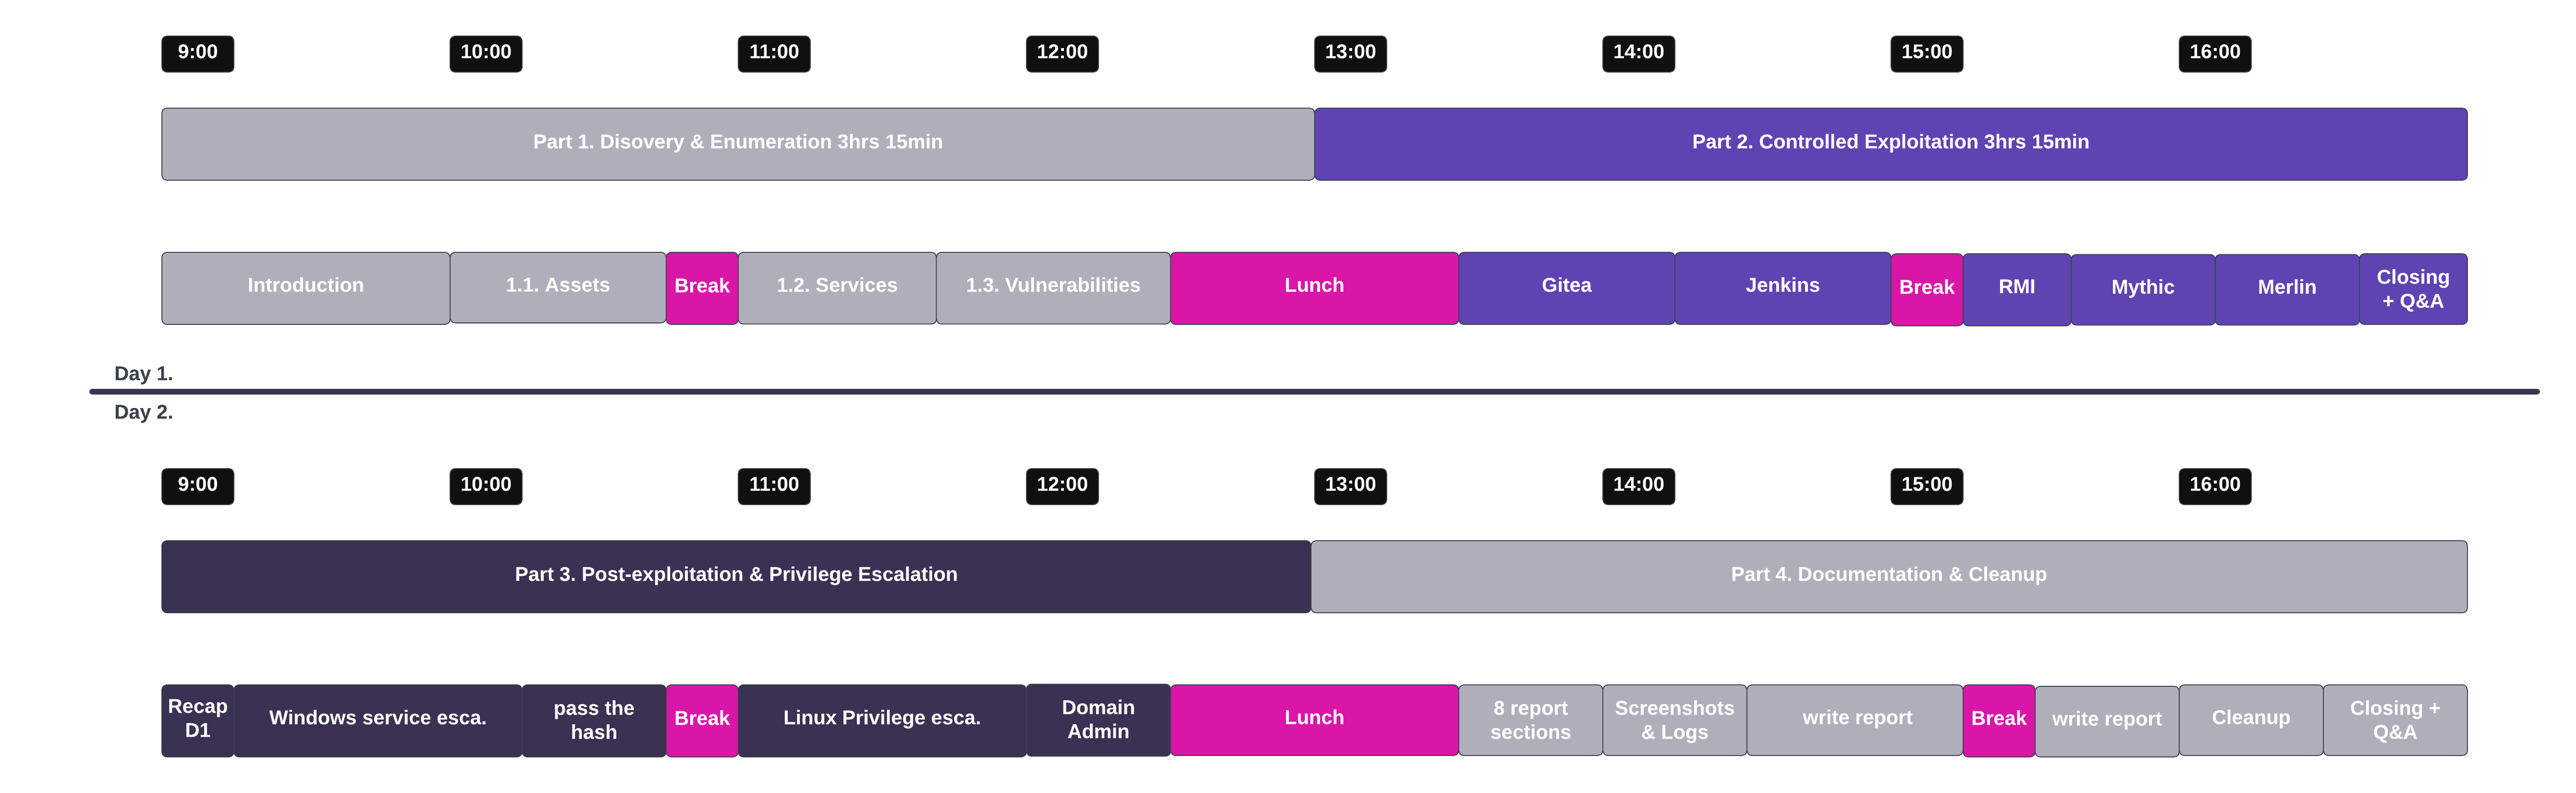 9:00
10:00
11:00
12:00
13:00
14:00
15:00
16:00
Part 1. Disovery & Enumeration 3hrs 15min
Part 2. Controlled Exploitation 3hrs 15min
Introduction
1.1. Assets
Break
1.2. Services
1.3. Vulnerabilities
Lunch
Gitea
Jenkins
Break
RMI
Mythic
Merlin
Closing
+ Q&A
Day 1.
Day 2.
9:00
10:00
11:00
12:00
13:00
14:00
15:00
16:00
Part 3. Post-exploitation & Privilege Escalation
Part 4. Documentation & Cleanup
Recap
D1
Windows service esca.
pass the
hash
Break
Linux Privilege esca.
Domain
Admin
Lunch
8 report
sections
Screenshots
& Logs
write report
Break
write report
Cleanup
Closing +
Q&A